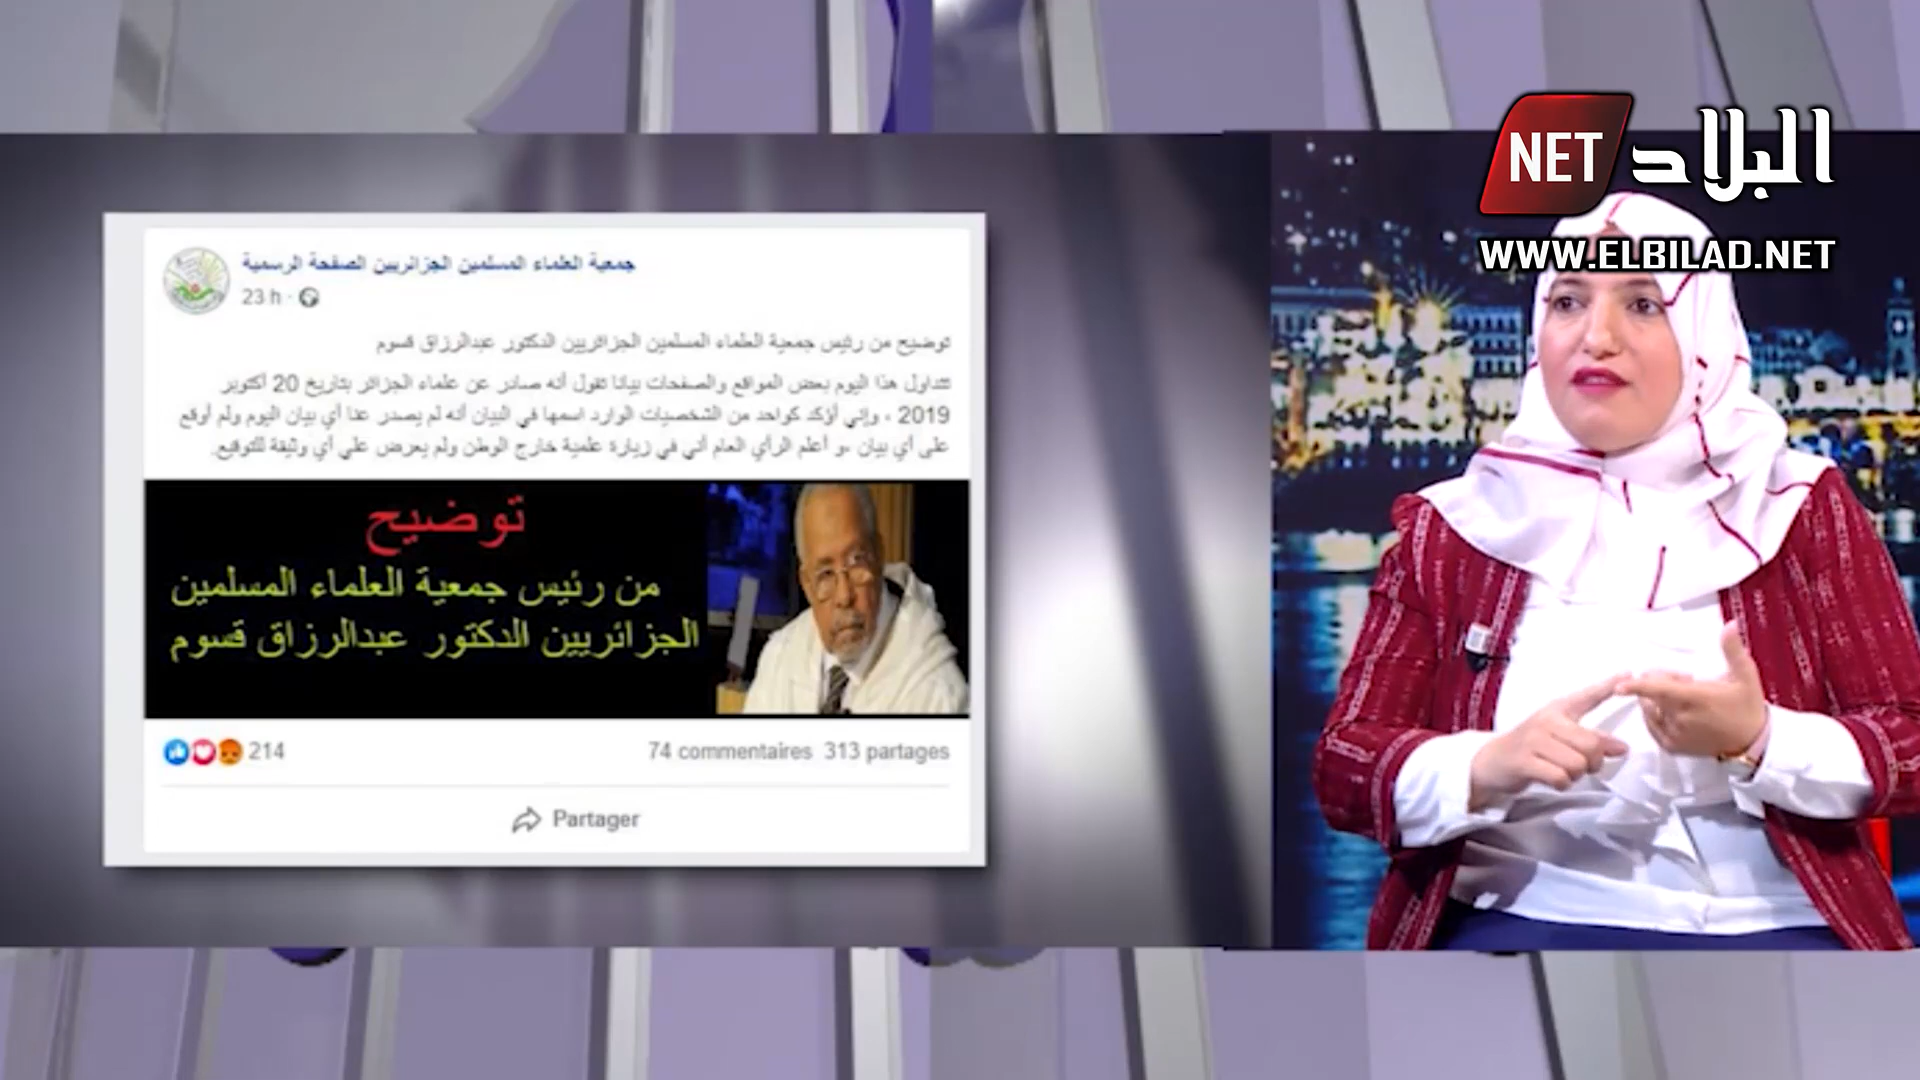 NET البلاد
WWW.ELBILAD.NET
جمعية العلماء المسلمين الجزائريين الصفحة الرسمية
23 h ·
توضيح من رئيس جمعية العلماء المسلمين الجزائريين الدكتور عبدالرزاق قسوم
تتداول هذا اليوم بعض المواقع والصفحات بيانا تقول أنه صادر عن علماء الجزائر بتاريخ 20 أكتوبر
2019 ، وإني أؤكد كواحد من الشخصيات الوارد اسمها في البيان أنه لم يصدر عنا أي بيان اليوم ولم أوقع
على أي بيان ،و أعلم الرأي العام أني في زيارة علمية خارج الوطن ولم يعرض علي أي وثيقة للتوقيع.
توضيح
من رئيس جمعية العلماء المسلمين
الجزائريين الدكتور عبدالرزاق قسوم
214
74 commentaires 313 partages
Partager